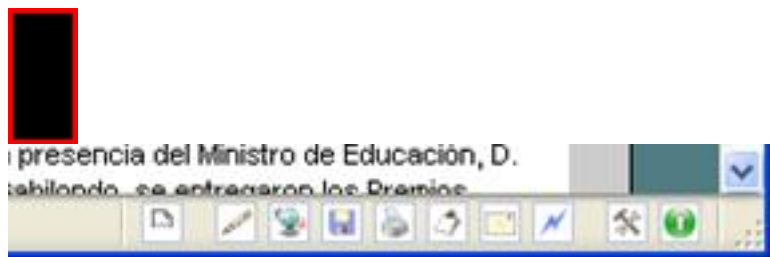 presencia del Ministro de Educación, D.
se entregaron los Premios